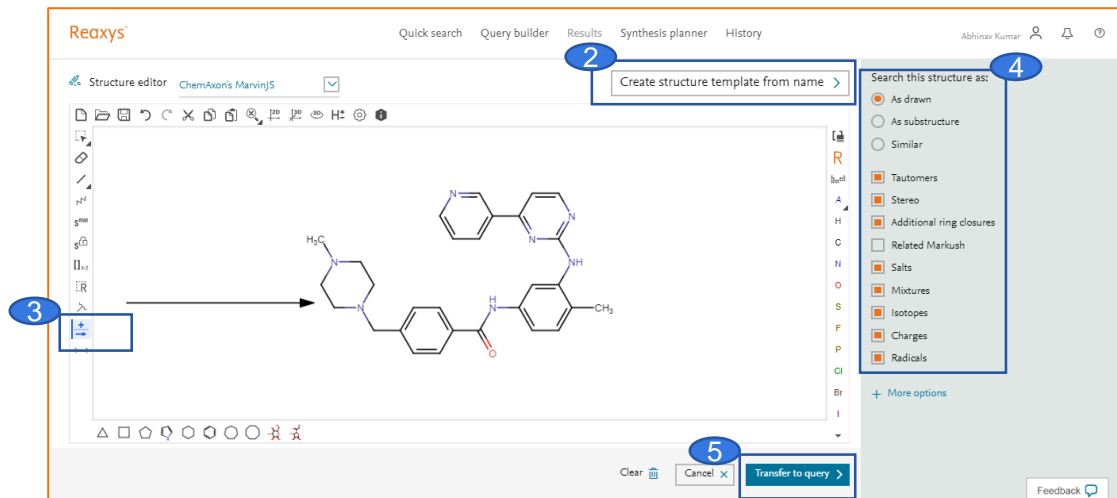 Reaxys
Quick search
Query builder
Results
Synthesis planner
History
Abhinav Kumar
2
4
Structure editor
ChemAxon's MarvinJS
Create structure template from name
Search this structure as:
As drawn
As substructure
Similar
Tautomers
Stereo
Additional ring closures
Related Markush
Salts
Mixtures
Isotopes
Charges
Radicals
+ More options
2D
3D
3D
H±
R
A
H
C
N
O
S
F
P
Cl
Br
I
3
N
N
N
NH
H3C
N
N
H
N
O
CH3
5
Clear
Cancel ×
Transfer to query
Feedback